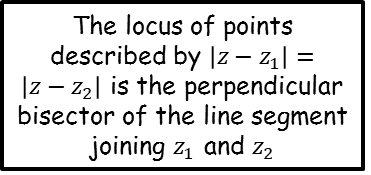 The locus of points
described by |𝑧 − 𝑧₁| =
|𝑧 − 𝑧₂| is the perpendicular
bisector of the line segment
joining 𝑧₁ and 𝑧₂